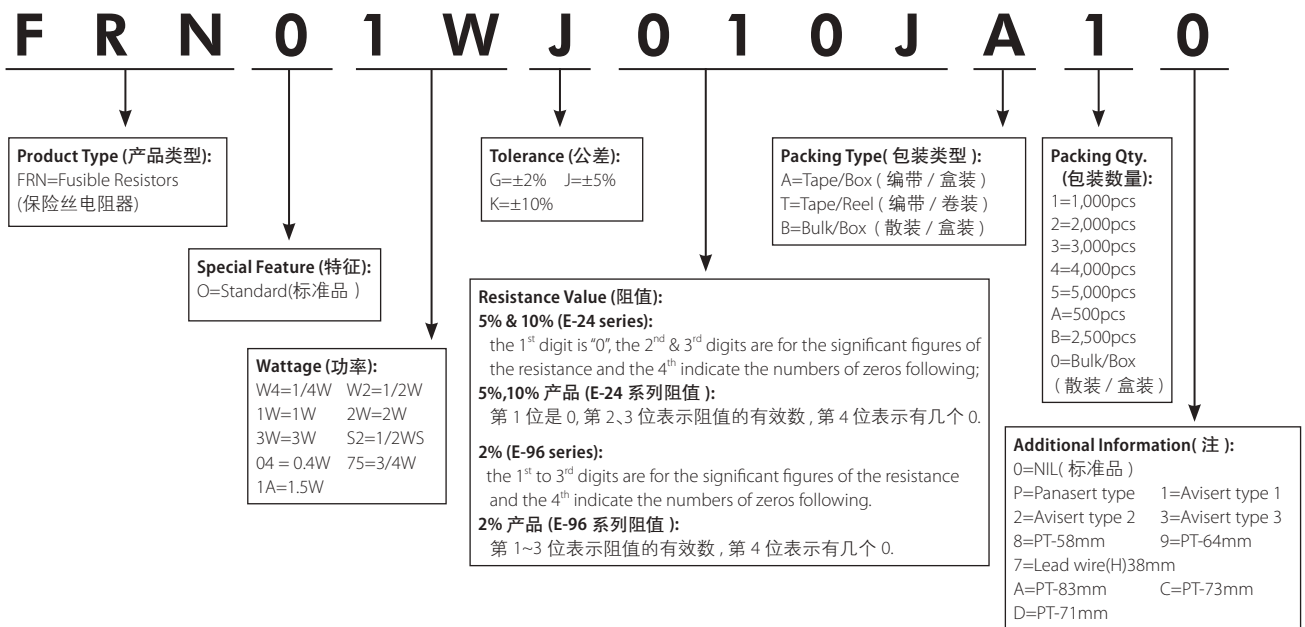 F R N 0 1 W J 0 1 0 J A 1 0
Product Type (产品类型):
FRN=Fusible Resistors
(保险丝电阻器)
Special Feature (特征):
O=Standard(标准品 )
Wattage (功率):
W4=1/4W W2=1/2W
1W=1W 2W=2W
3W=3W S2=1/2WS
04 = 0.4W 75=3/4W
1A=1.5W
Tolerance (公差):
G=±2% J=±5%
K=±10%
Resistance Value (阻值):
5% & 10% (E-24 series):
the 1st digit is "0", the 2nd & 3rd digits are for the significant figures of
the resistance and the 4th indicate the numbers of zeros following;
5%,10% 产品 (E-24 系列阻值 ):
第 1 位是 0, 第 2、3 位表示阻值的有效数 , 第 4 位表示有几个 0.
2% (E-96 series):
the 1st to 3rd digits are for the significant figures of the resistance
and the 4th indicate the numbers of zeros following.
2% 产品 (E-96 系列阻值 ):
第 1~3 位表示阻值的有效数 , 第 4 位表示有几个 0.
Packing Type( 包装类型 ):
A=Tape/Box ( 编带 / 盒装 )
T=Tape/Reel ( 编带 / 卷装 )
B=Bulk/Box ( 散装 / 盒装 )
Packing Qty.
(包装数量):
1=1,000pcs
2=2,000pcs
3=3,000pcs
4=4,000pcs
5=5,000pcs
A=500pcs
B=2,500pcs
0=Bulk/Box
( 散装 / 盒装 )
Additional Information( 注 ):
0=NIL( 标准品 )
P=Panasert type 1=Avisert type 1
2=Avisert type 2 3=Avisert type 3
8=PT-58mm 9=PT-64mm
7=Lead wire(H)38mm
A=PT-83mm C=PT-73mm
D=PT-71mm